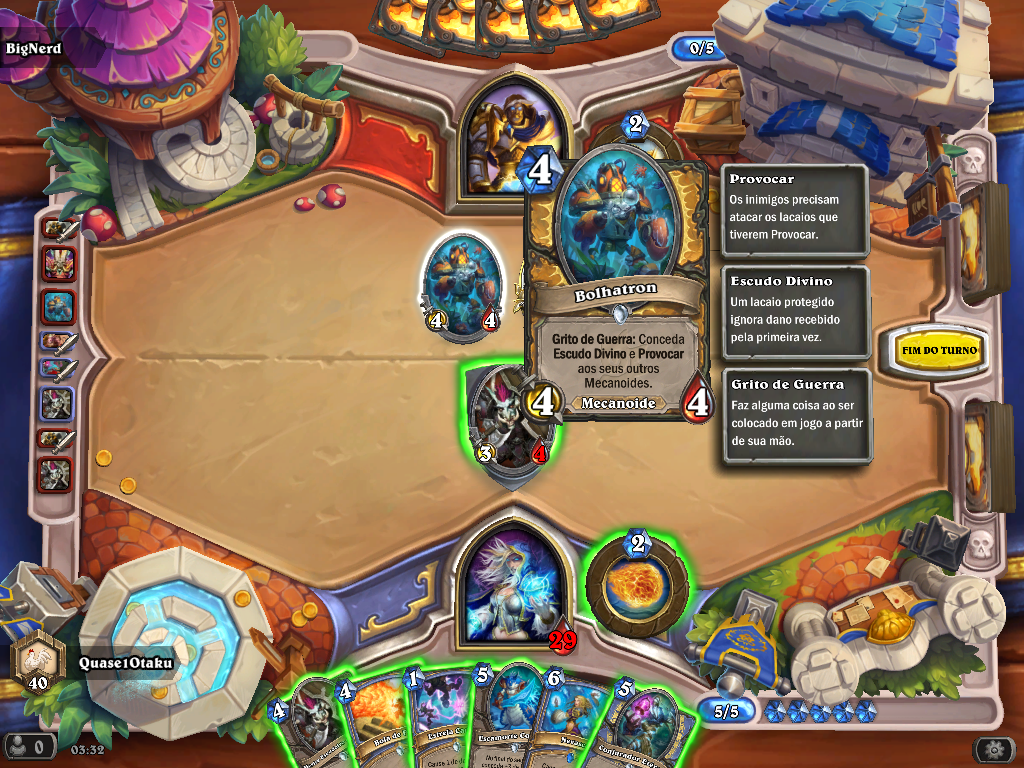 BigNerd
0/5
2
4
Bolhatron
Grito de Guerra: Conceda
Escudo Divino e Provocar
aos seus outros
Mecanoides.
4
Mecanoide
4
Provocar
Os inimigos precisam
atacar os lacaios que
tiverem Provocar.
Escudo Divino
Um lacaio protegido
ignora dano recebido
pela primeira vez.
Grito de Guerra
Faz alguma coisa ao ser
colocado em jogo a partir
de sua mão.
4
4
FIM DO TURNO
3
4
2
29
Quase1Otaku
40
4
4
1
5
6
5
5/5
0
03:32